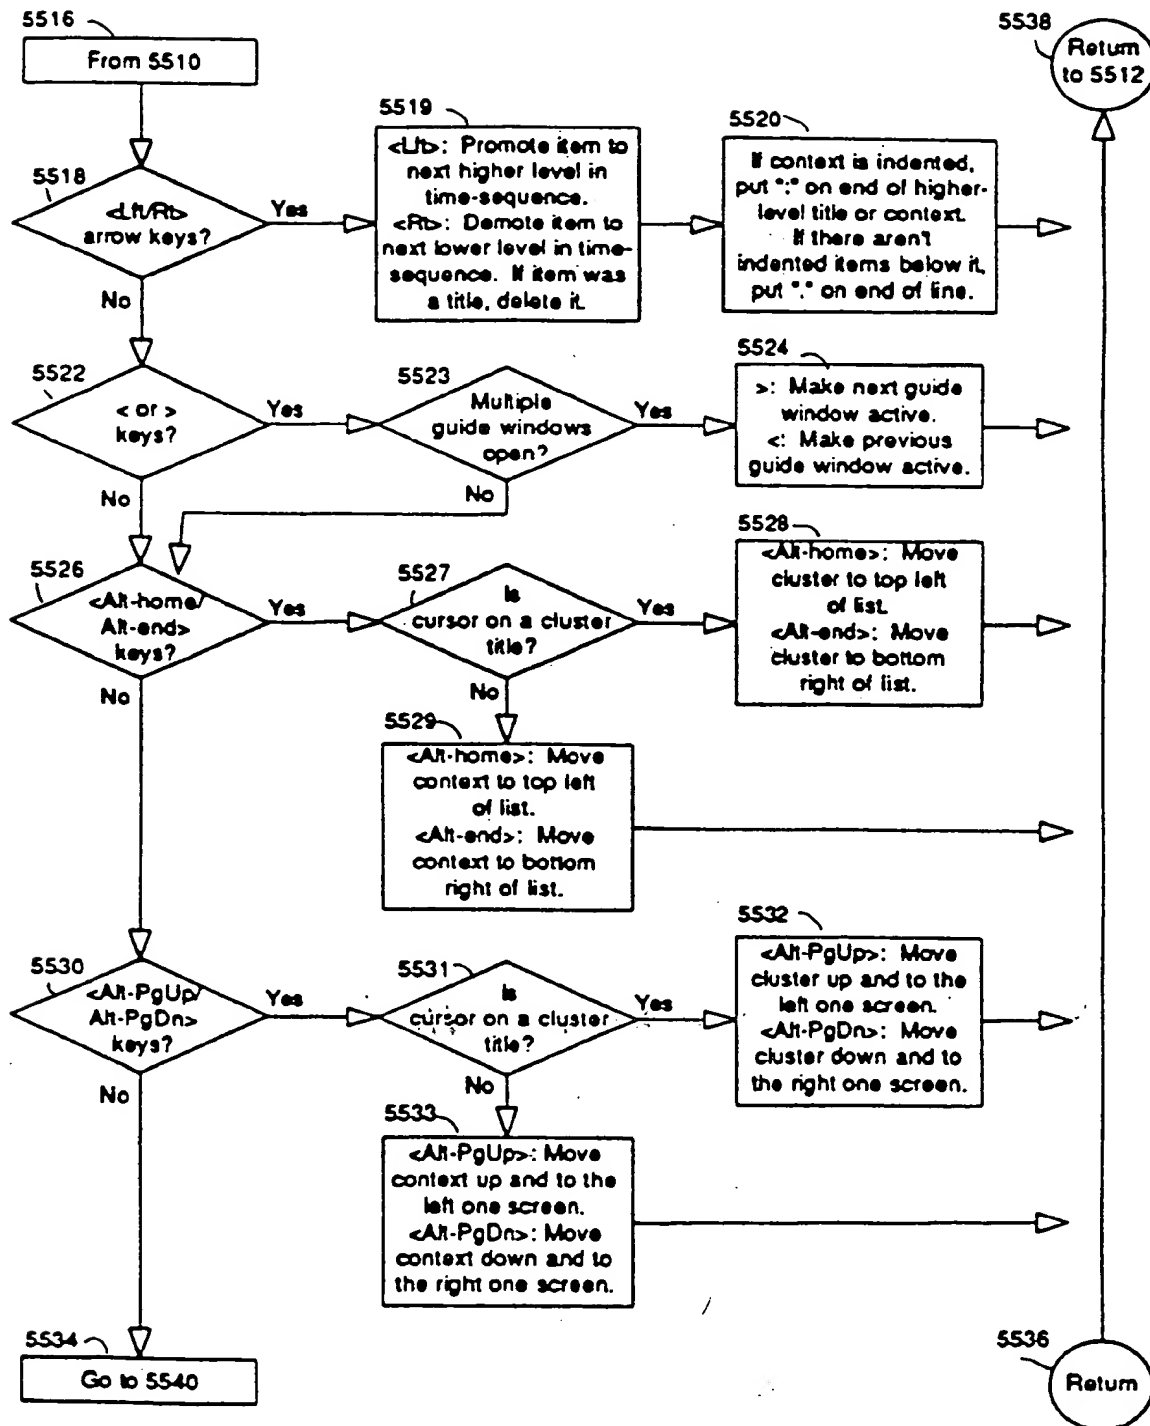 5516
From 5510
5538
Return
to 5512
5518
<Lft/Rt>
arrow keys?
Yes
No
5519
<Lft>: Promote item to
next higher level in
time-sequence.
<Rt>: Demote item to
next lower level in time-
sequence. If item was
a title, delete it.
5520
If context is indented,
put ":" on end of higher-
level title or context.
If there aren't
indented items below it,
put "." on end of line.
5522
< or >
keys?
Yes
No
5523
Multiple
guide windows
open?
Yes
No
5524
>: Make next guide
window active.
<: Make previous
guide window active.
5526
<Alt-home/
Alt-end>
keys?
Yes
No
5527
Is
cursor on a cluster
title?
Yes
No
5528
<Alt-home>: Move
cluster to top left
of list.
<Alt-end>: Move
cluster to bottom
right of list.
5529
<Alt-home>: Move
context to top left
of list.
<Alt-end>: Move
context to bottom
right of list.
5530
<Alt-PgUp/
Alt-PgDn>
keys?
Yes
No
5531
Is
cursor on a cluster
title?
Yes
No
5532
<Alt-PgUp>: Move
cluster up and to the
left one screen.
<Alt-PgDn>: Move
cluster down and to
the right one screen.
5533
<Alt-PgUp>: Move
context up and to the
left one screen.
<Alt-PgDn>: Move
context down and to
the right one screen.
5534
Go to 5540
5536
Return